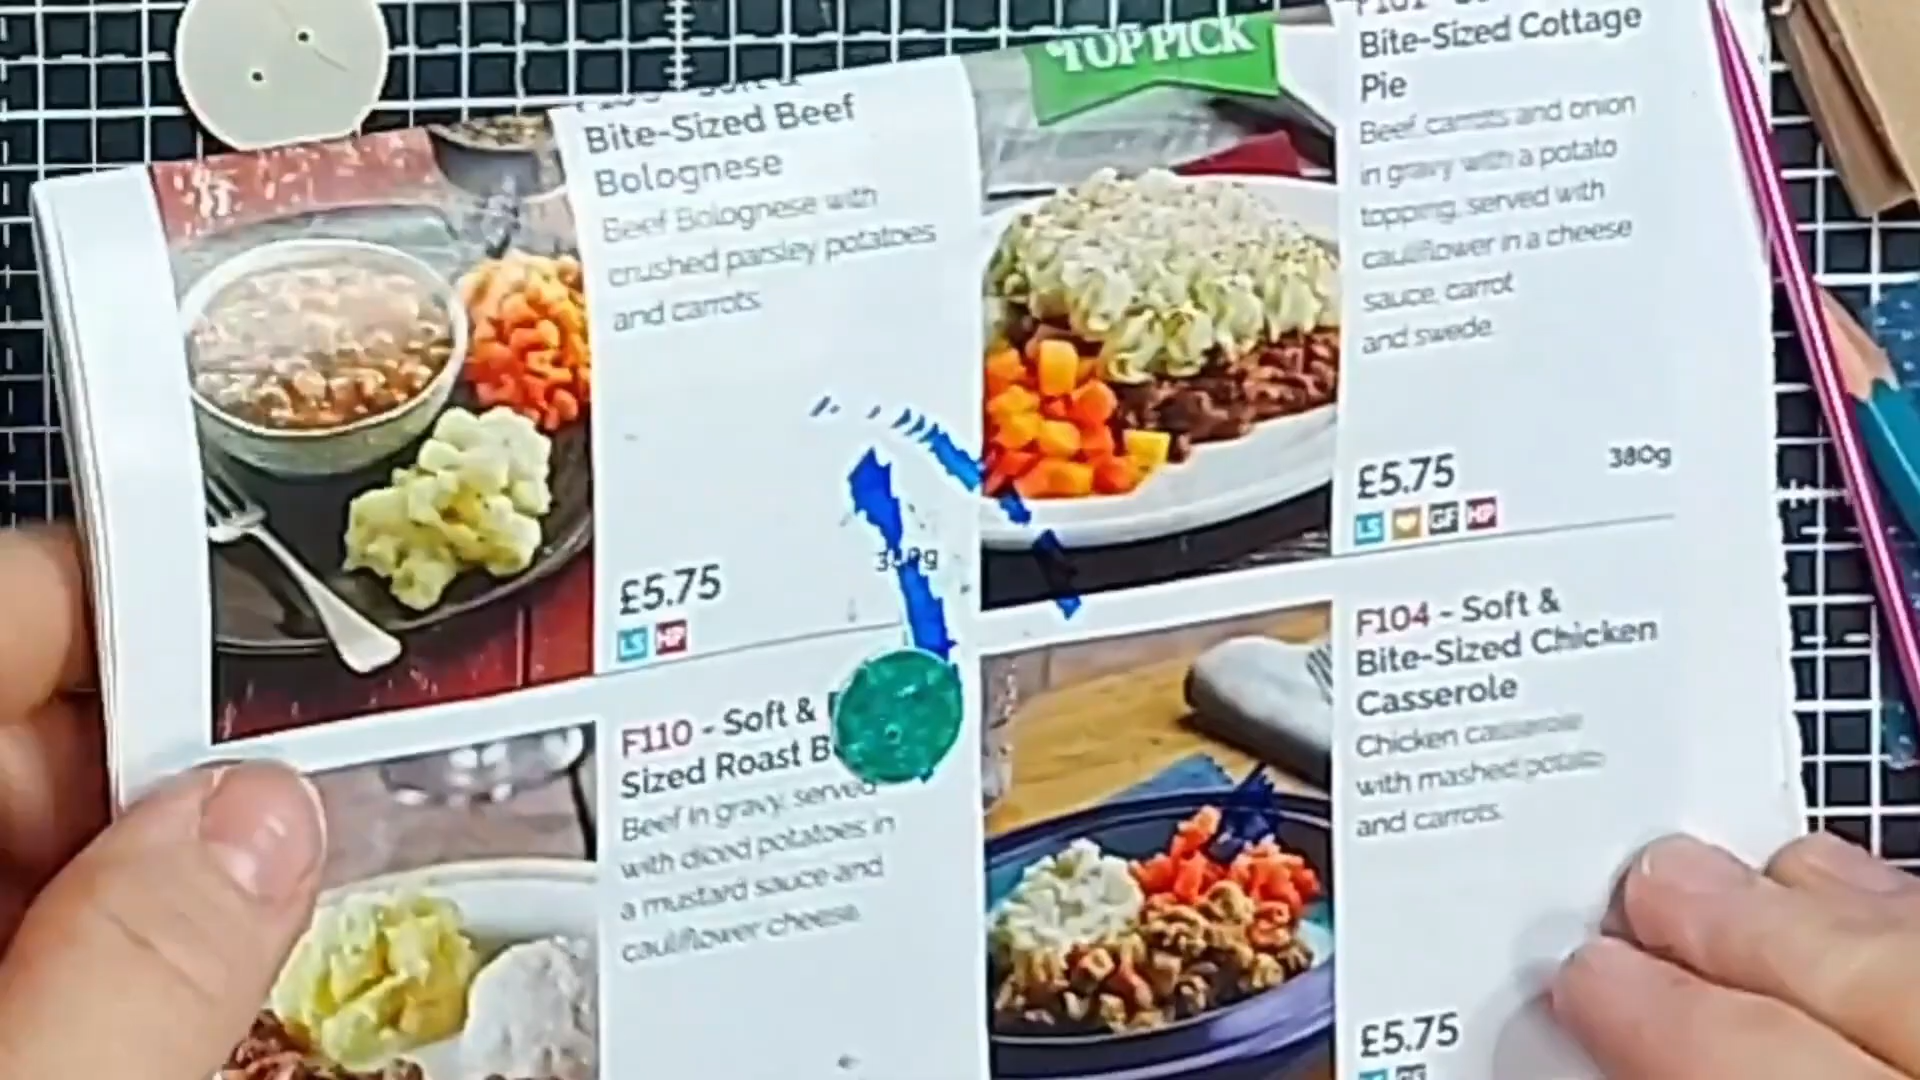 Bite-Sized Beef
Bolognese
Beef Bolognese with
crushed parsley potatoes
and carrots.
£5.75
LS HP
F110 - Soft &
Sized Roast
Beef in gravy, served
with diced potatoes in
a mustard sauce and
cauliflower cheese.
TOP PICK
Bite-Sized Cottage
Pie
Beef, carrots and onion
in gravy with a potato
topping, served with
cauliflower in a cheese
sauce, carrot
and swede.
£5.75 380g
LS GF HP
F104 - Soft &
Bite-Sized Chicken
Casserole
Chicken casserole
with mashed potato
and carrots.
£5.75